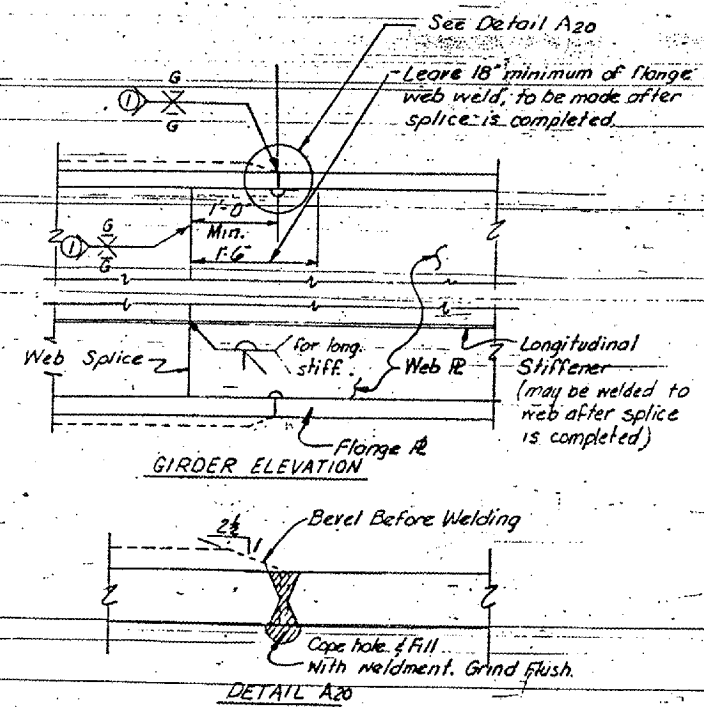 See Detail A20
Leave 18" minimum of flange
web weld, to be made after
splice is completed.
G
1
G
1'-0"
Min.
1'-6"
G
1
G
Web Splice
for long.
stiff.
Web PL
Longitudinal
Stiffener
(may be welded to
web after splice
is completed)
Flange PL
GIRDER ELEVATION
2½
1
Bevel Before Welding
Cope hole & Fill
with weldment. Grind Flush.
DETAIL A20